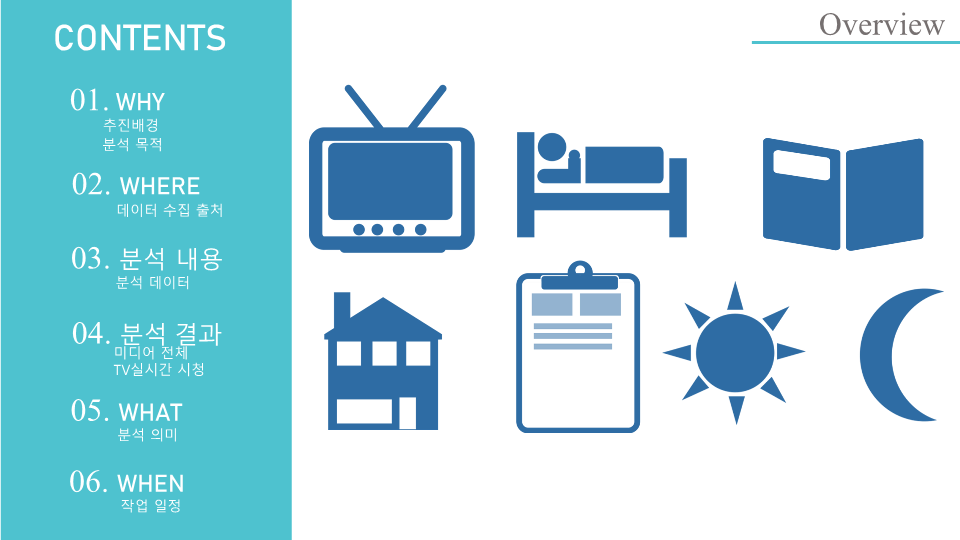 CONTENTS
Overview
01. WHY
추진배경
분석 목적
02. WHERE
데이터 수집 출처
03. 분석 내용
분석 데이터
04. 분석 결과
미디어 전체
TV실시간 시청
05. WHAT
분석 의미
06. WHEN
작업 일정